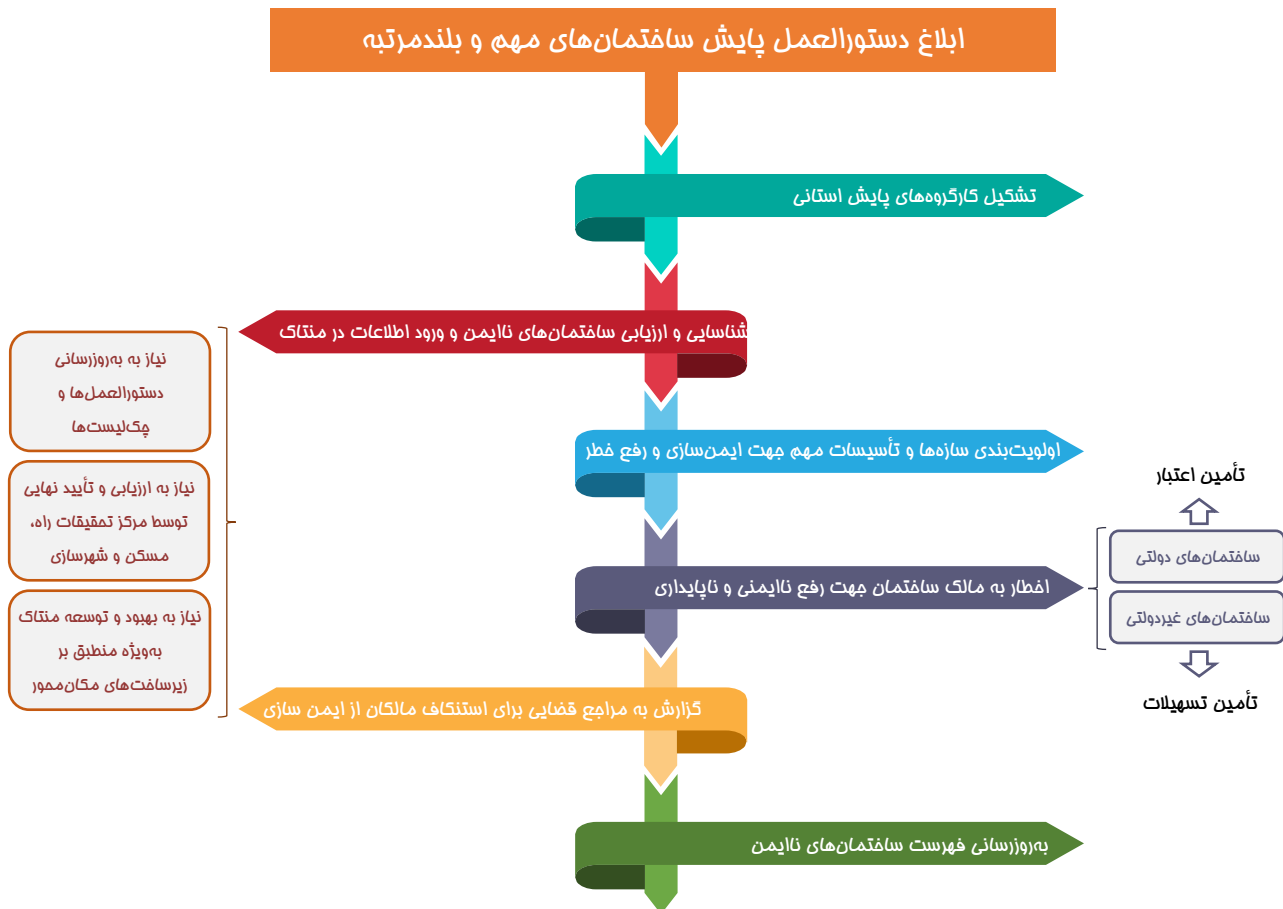 ابلاغ دستورالعمل پایش ساختمان‌های مهم و بلندمرتبه
تشکیل کارگروه‌های پایش استانی
شناسایی و ارزیابی ساختمان‌های ناایمن و ورود اطلاعات در منتاک
نیاز به به‌روزرسانی
دستورالعمل‌ها و
چک‌لیست‌ها
نیاز به ارزیابی و تأیید نهایی
توسط مرکز تحقیقات راه،
مسکن و شهرسازی
نیاز به بهبود و توسعه منتاک
به‌ویژه منطبق بر
زیرساخت‌های مکان‌محور
اولویت‌بندی سازه‌ها و تأسیسات مهم جهت ایمن‌سازی و رفع خطر
اخطار به مالک ساختمان جهت رفع ناایمنی و ناپایداری
تأمین اعتبار
ساختمان‌های دولتی
ساختمان‌های غیردولتی
تأمین تسهیلات
گزارش به مراجع قضایی برای استنکاف مالکان از ایمن سازی
به‌روزرسانی فهرست ساختمان‌های ناایمن